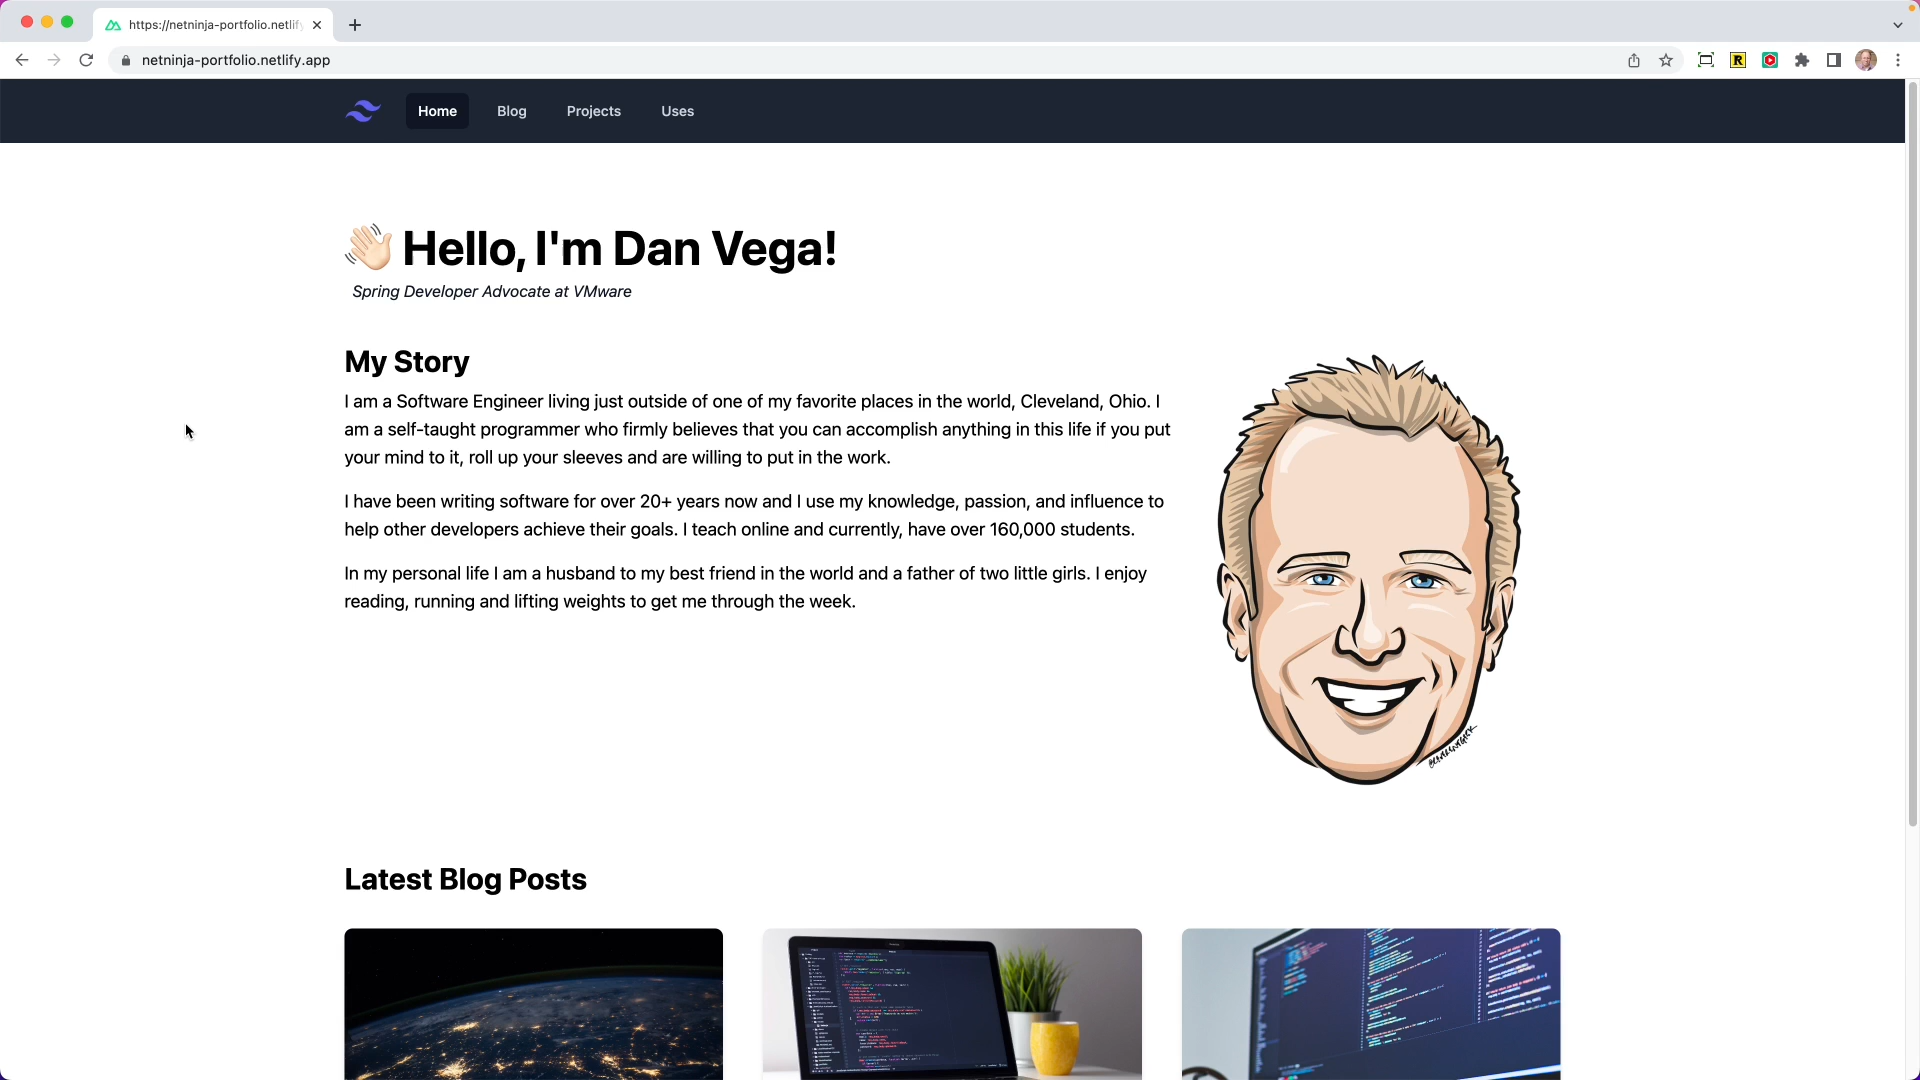 https://netninja-portfolio.netlif
netninja-portfolio.netlify.app
Home
Blog
Projects
Uses
👋🏻 Hello, I'm Dan Vega!
Spring Developer Advocate at VMware
My Story
I am a Software Engineer living just outside of one of my favorite places in the world, Cleveland, Ohio. I
am a self-taught programmer who firmly believes that you can accomplish anything in this life if you put
your mind to it, roll up your sleeves and are willing to put in the work.
I have been writing software for over 20+ years now and I use my knowledge, passion, and influence to
help other developers achieve their goals. I teach online and currently, have over 160,000 students.
In my personal life I am a husband to my best friend in the world and a father of two little girls. I enjoy
reading, running and lifting weights to get me through the week.
Latest Blog Posts